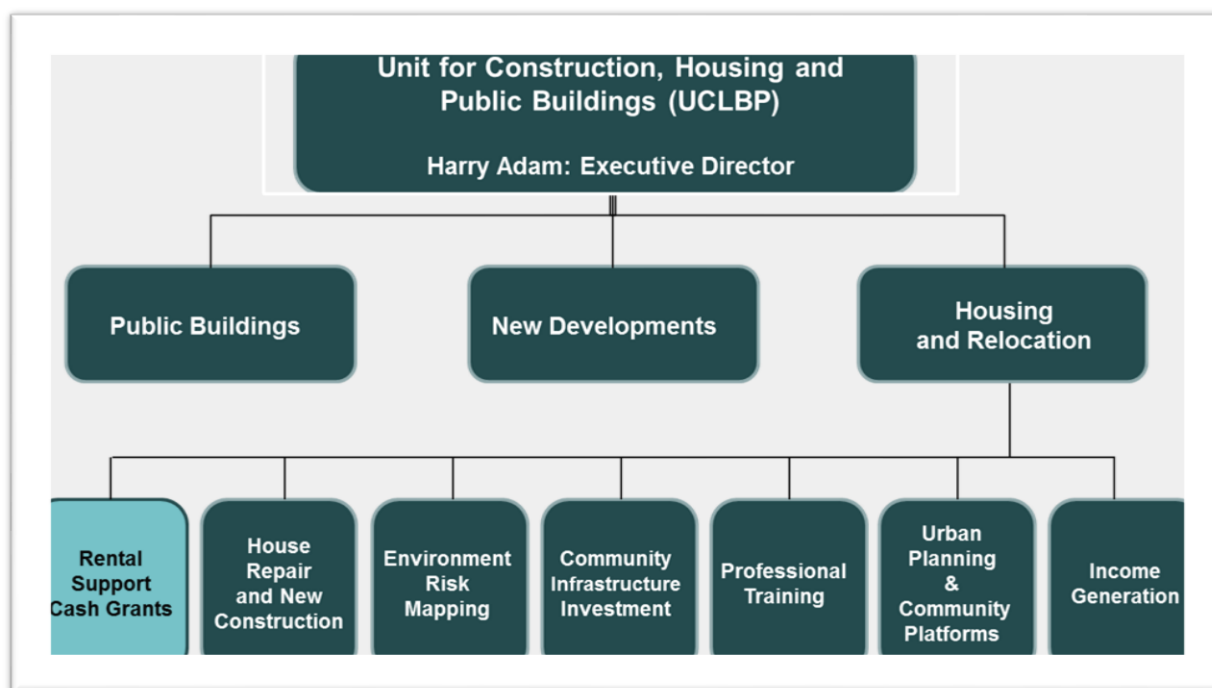 Unit for Construction, Housing and
Public Buildings (UCLBP)
Harry Adam: Executive Director
Public Buildings
New Developments
Housing
and Relocation
Rental
Support
Cash Grants
House
Repair
and New
Construction
Environment
Risk
Mapping
Community
Infrastructure
Investment
Professional
Training
Urban
Planning
&
Community
Platforms
Income
Generation